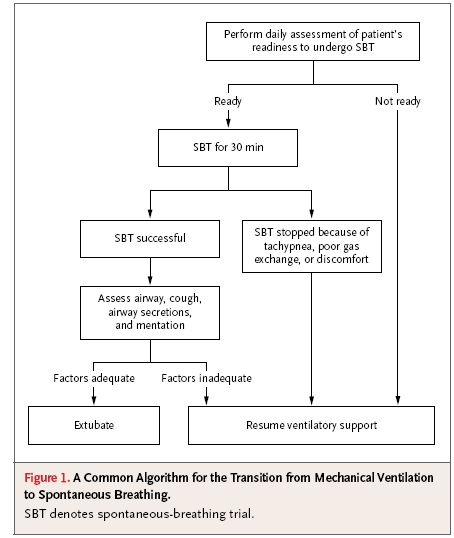 Perform daily assessment of patient's
readiness to undergo SBT
Ready
Not ready
SBT for 30 min
SBT successful
SBT stopped because of
tachypnea, poor gas
exchange, or discomfort
Assess airway, cough,
airway secretions,
and mentation
Factors adequate
Factors inadequate
Extubate
Resume ventilatory support
Figure 1. A Common Algorithm for the Transition from Mechanical Ventilation
to Spontaneous Breathing.
SBT denotes spontaneous-breathing trial.